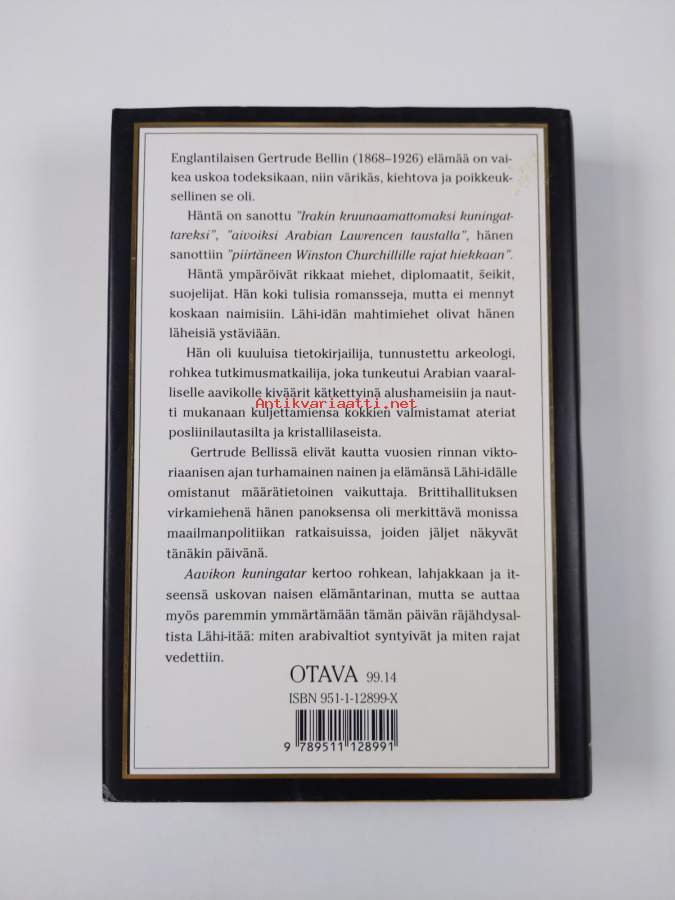 Englantilaisen Gertrude Bellin (1868–1926) elämää on vai-
kea uskoa todeksikaan, niin värikäs, kiehtova ja poikkeuk-
sellinen se oli.
Häntä on sanottu "Irakin kruunaamattomaksi kuningat-
tareksi", "aivoiksi Arabian Lawrencen taustalla", hänen
sanottiin "piirtäneen Winston Churchillille rajat hiekkaan".
Häntä ympäröivät rikkaat miehet, diplomaatit, šeikit,
suojelijat. Hän koki tulisia romansseja, mutta ei mennyt
koskaan naimisiin. Lähi-idän mahtimiehet olivat hänen
läheisiä ystäviään.
Hän oli kuuluisa tietokirjailija, tunnustettu arkeologi,
rohkea tutkimusmatkailija, joka tunkeutui Arabian vaaral-
liselle aavikolle kiväärit kätkettyinä alushameisiin ja naut-
ti mukanaan kuljettamiensa kokkien valmistamat ateriat
Antikvariaatti.net
posliinilautasilta ja kristallilaseista.
Gertrude Bellissä elivät kautta vuosien rinnan vikto-
riaanisen ajan turhamainen nainen ja elämänsä Lähi-idälle
omistanut määrätietoinen vaikuttaja. Brittihallituksen
virkamiehenä hänen panoksensa oli merkittävä monissa
maailmanpolitiikan ratkaisuissa, joiden jäljet näkyvät
tänäkin päivänä.
Aavikon kuningatar kertoo rohkean, lahjakkaan ja it-
seensä uskovan naisen elämäntarinan, mutta se auttaa
myös paremmin ymmärtämään tämän päivän räjähdysal-
tista Lähi-itää: miten arabivaltiot syntyivät ja miten rajat
vedettiin.
OTAVA 99.14
ISBN 951-1-12899-X
9 789511 128991